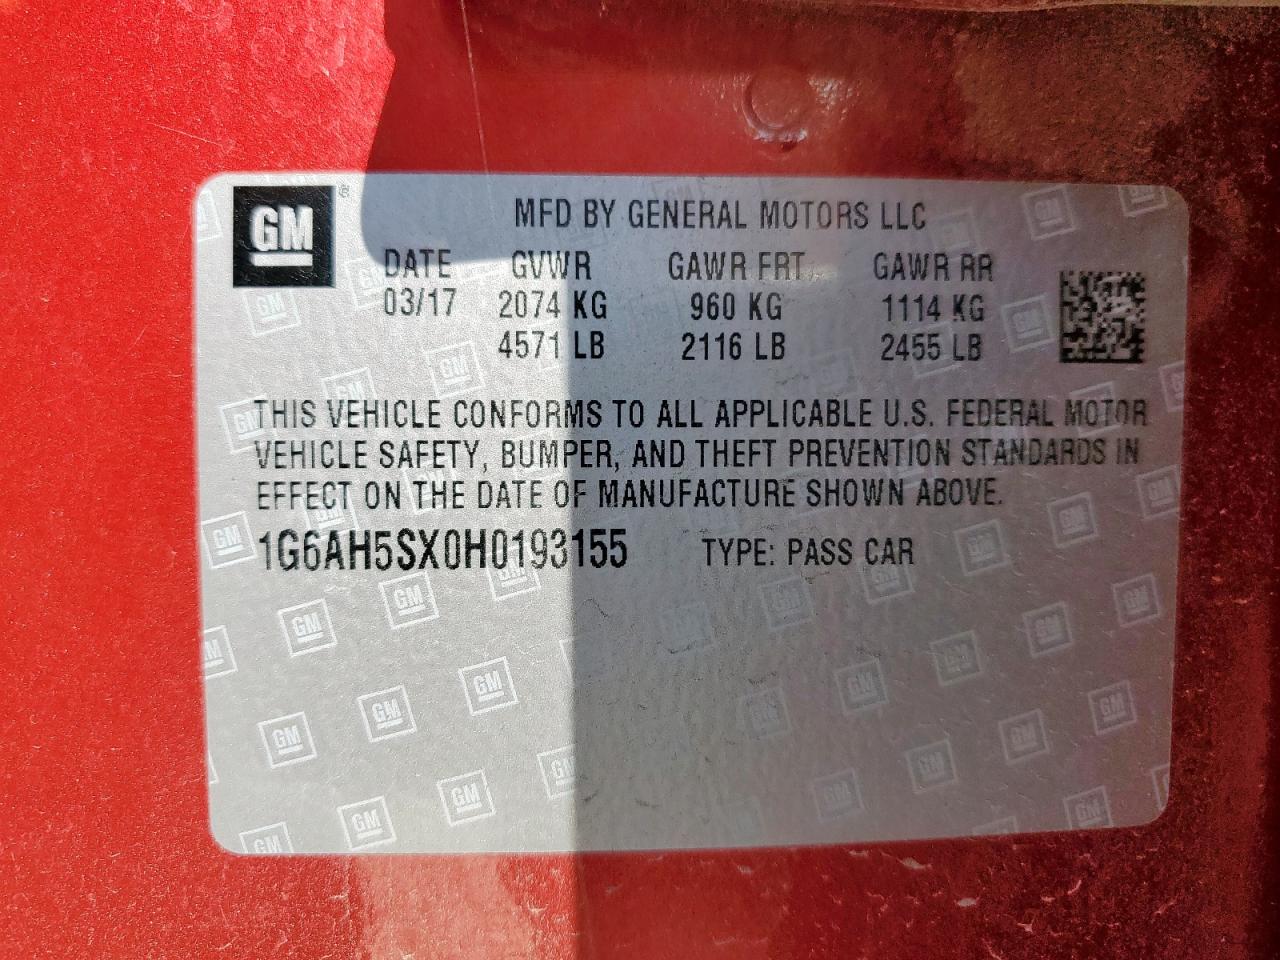 GM ®
MFD BY GENERAL MOTORS LLC
DATE GVWR GAWR FRT GAWR RR
03/17 2074 KG 960 KG 1114 KG
4571 LB 2116 LB 2455 LB
THIS VEHICLE CONFORMS TO ALL APPLICABLE U.S. FEDERAL MOTOR
VEHICLE SAFETY, BUMPER, AND THEFT PREVENTION STANDARDS IN
EFFECT ON THE DATE OF MANUFACTURE SHOWN ABOVE.
1G6AH5SX0H0193155 TYPE: PASS CAR